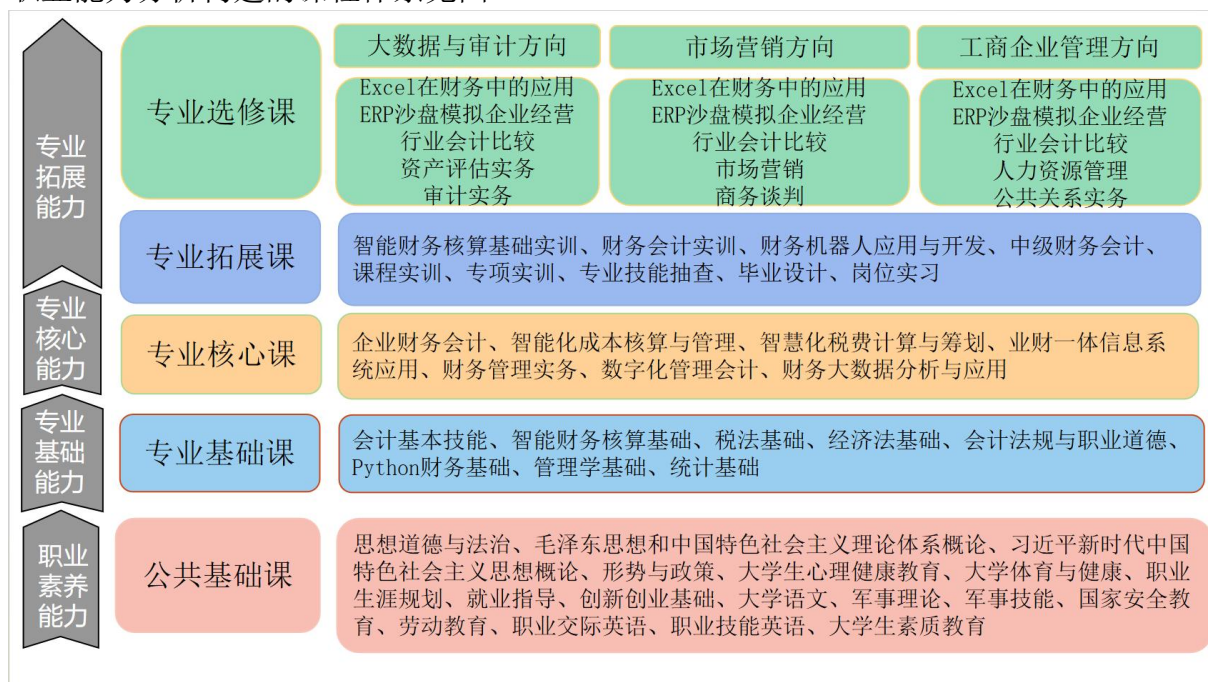 专业
拓展
能力
专业选修课
大数据与审计方向
Excel在财务中的应用
ERP沙盘模拟企业经营
行业会计比较
资产评估实务
审计实务
市场营销方向
Excel在财务中的应用
ERP沙盘模拟企业经营
行业会计比较
市场营销
商务谈判
工商企业管理方向
Excel在财务中的应用
ERP沙盘模拟企业经营
行业会计比较
人力资源管理
公共关系实务
专业拓展课
智能财务核算基础实训、财务会计实训、财务机器人应用与开发、中级财务会计、
课程实训、专项实训、专业技能抽查、毕业设计、岗位实习
专业
核心
能力
专业核心课
企业财务会计、智能化成本核算与管理、智慧化税费计算与筹划、业财一体信息系
统应用、财务管理实务、数字化管理会计、财务大数据分析与应用
专业
基础
能力
专业基础课
会计基本技能、智能财务核算基础、税法基础、经济法基础、会计法规与职业道德、
Python财务基础、管理学基础、统计基础
职业
素养
能力
公共基础课
思想道德与法治、毛泽东思想和中国特色社会主义理论体系概论、习近平新时代中国
特色社会主义思想概论、形势与政策、大学生心理健康教育、大学体育与健康、职业
生涯规划、就业指导、创新创业基础、大学语文、军事理论、军事技能、国家安全教
育、劳动教育、职业交际英语、职业技能英语、大学生素质教育